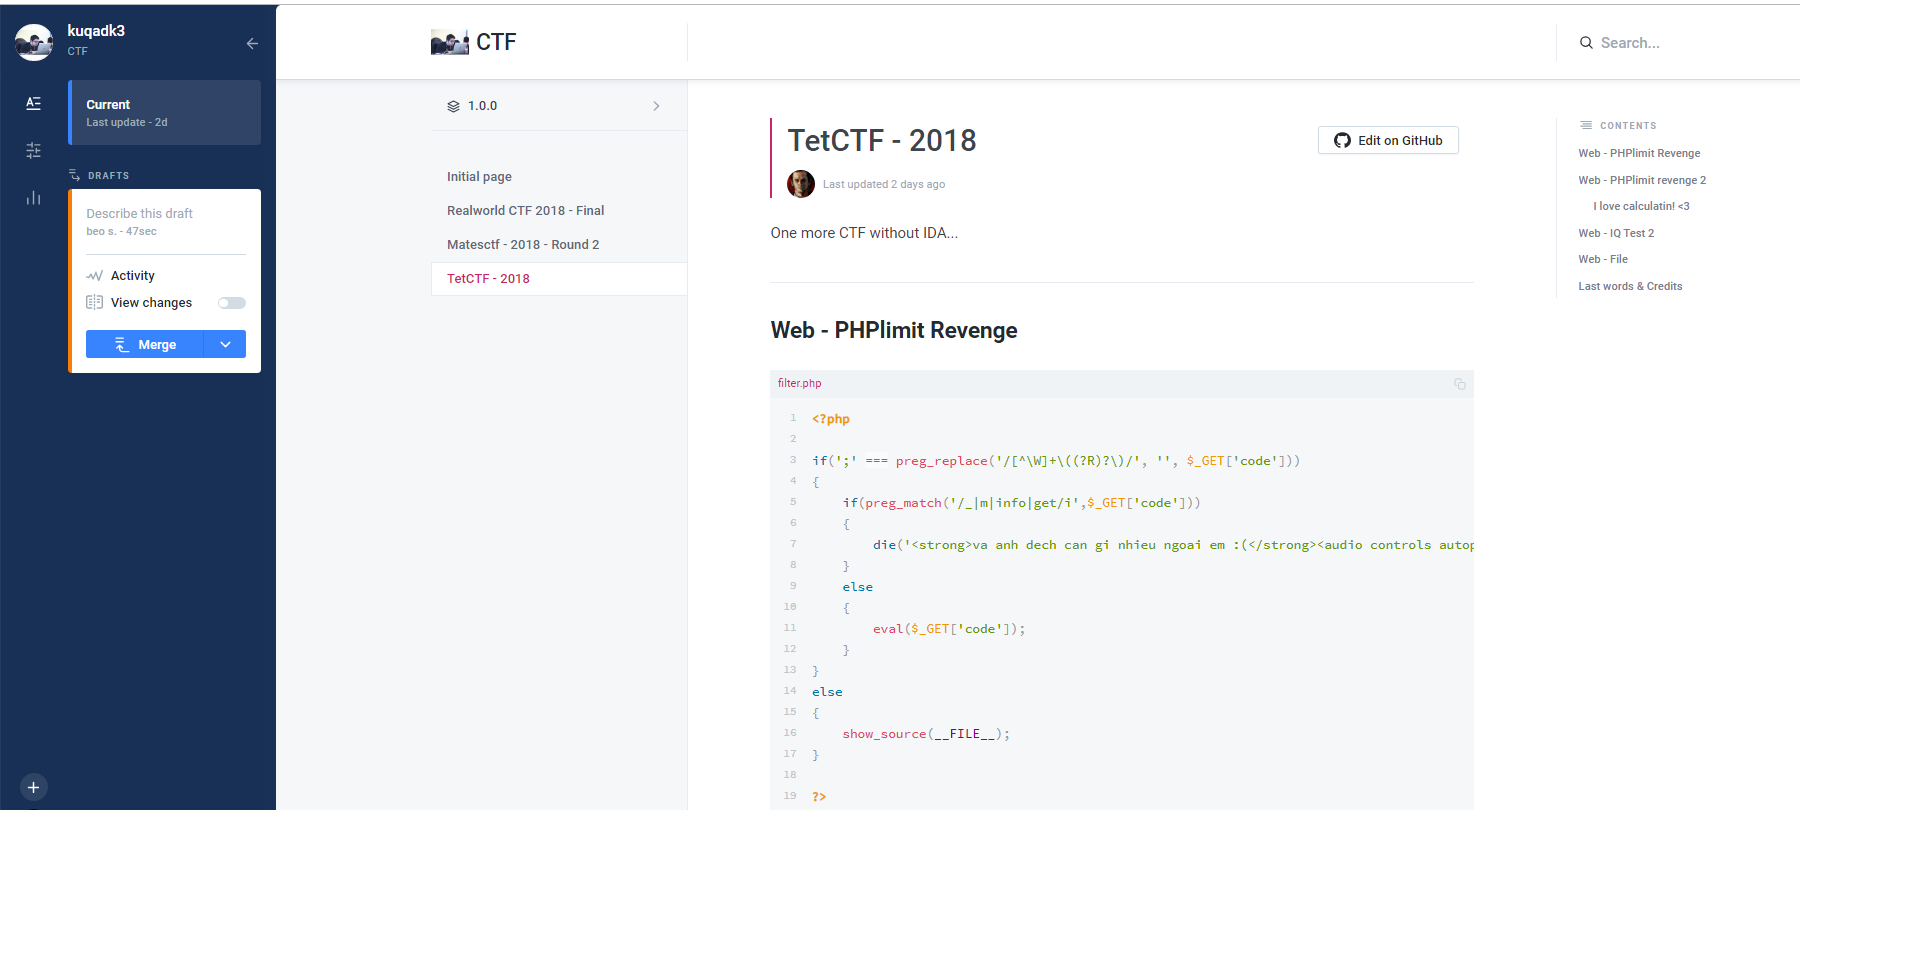 kuqadk3
CTF
Current
Last update - 2d
DRAFTS
Describe this draft
beo s. - 47sec
Activity
View changes
Merge
CTF
Search...
1.0.0
Initial page
Realworld CTF 2018 - Final
Matesctf - 2018 - Round 2
TetCTF - 2018
TetCTF - 2018
Edit on GitHub
Last updated 2 days ago
One more CTF without IDA...
Web - PHPlimit Revenge
filter.php
1 <?php
2
3 if(';' === preg_replace('/[^\W]+\((?R)?\)/', '', $_GET['code']))
4 {
5     if(preg_match('/_|m|info|get/i',$_GET['code']))
6     {
7         die('<strong>va anh dech can gi nhieu ngoai em :(</strong><audio controls autop
8     }
9     else
10     {
11         eval($_GET['code']);
12     }
13 }
14 else
15 {
16     show_source(__FILE__);
17 }
18
19 ?>
CONTENTS
Web - PHPlimit Revenge
Web - PHPlimit revenge 2
I love calculatin! <3
Web - IQ Test 2
Web - File
Last words & Credits